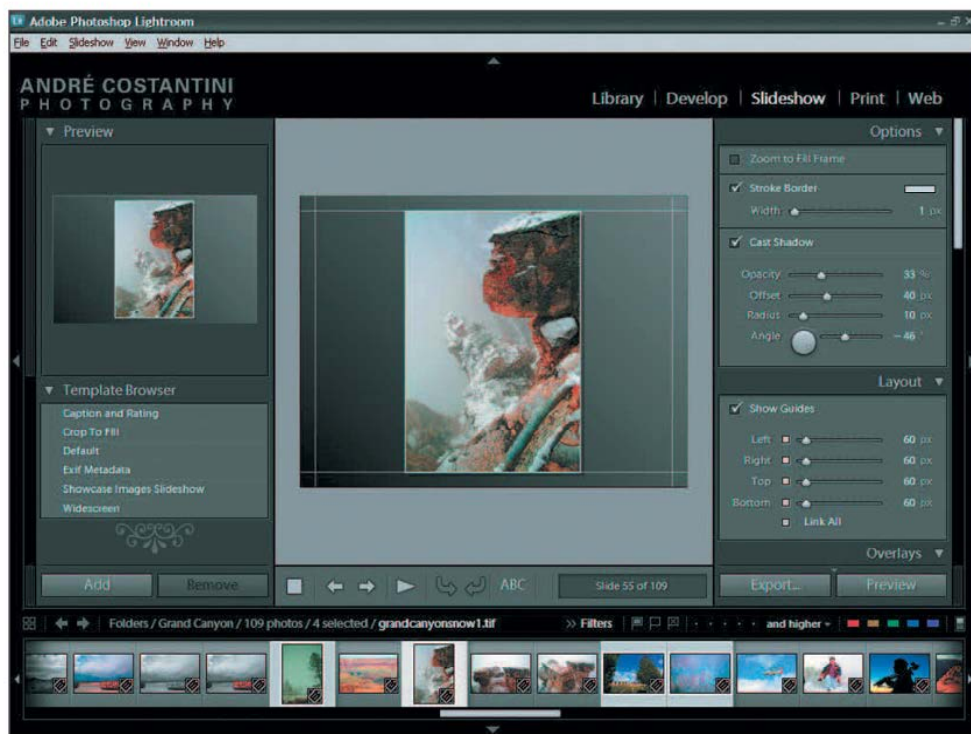 Adobe Photoshop Lightroom
File Edit Slideshow View Window Help
ANDRÉ COSTANTINI
PHOTOGRAPHY
Library | Develop | Slideshow | Print | Web
Preview
Template Browser
Caption and Rating
Crop To Fill
Default
Exif Metadata
Showcase Images Slideshow
Widescreen
Add Remove
ABC
Slide 55 of 109
Options
Zoom to Fill Frame
Stroke Border
Width 1 px
Cast Shadow
Opacity 33 %
Offset 40 px
Radius 10 px
Angle - 46 °
Layout
Show Guides
Left 60 px
Right 60 px
Top 60 px
Bottom 60 px
Link All
Overlays
Export... Preview
Folders / Grand Canyon / 109 photos / 4 selected / grandcanyonsnow1.tif
>> Filters
and higher